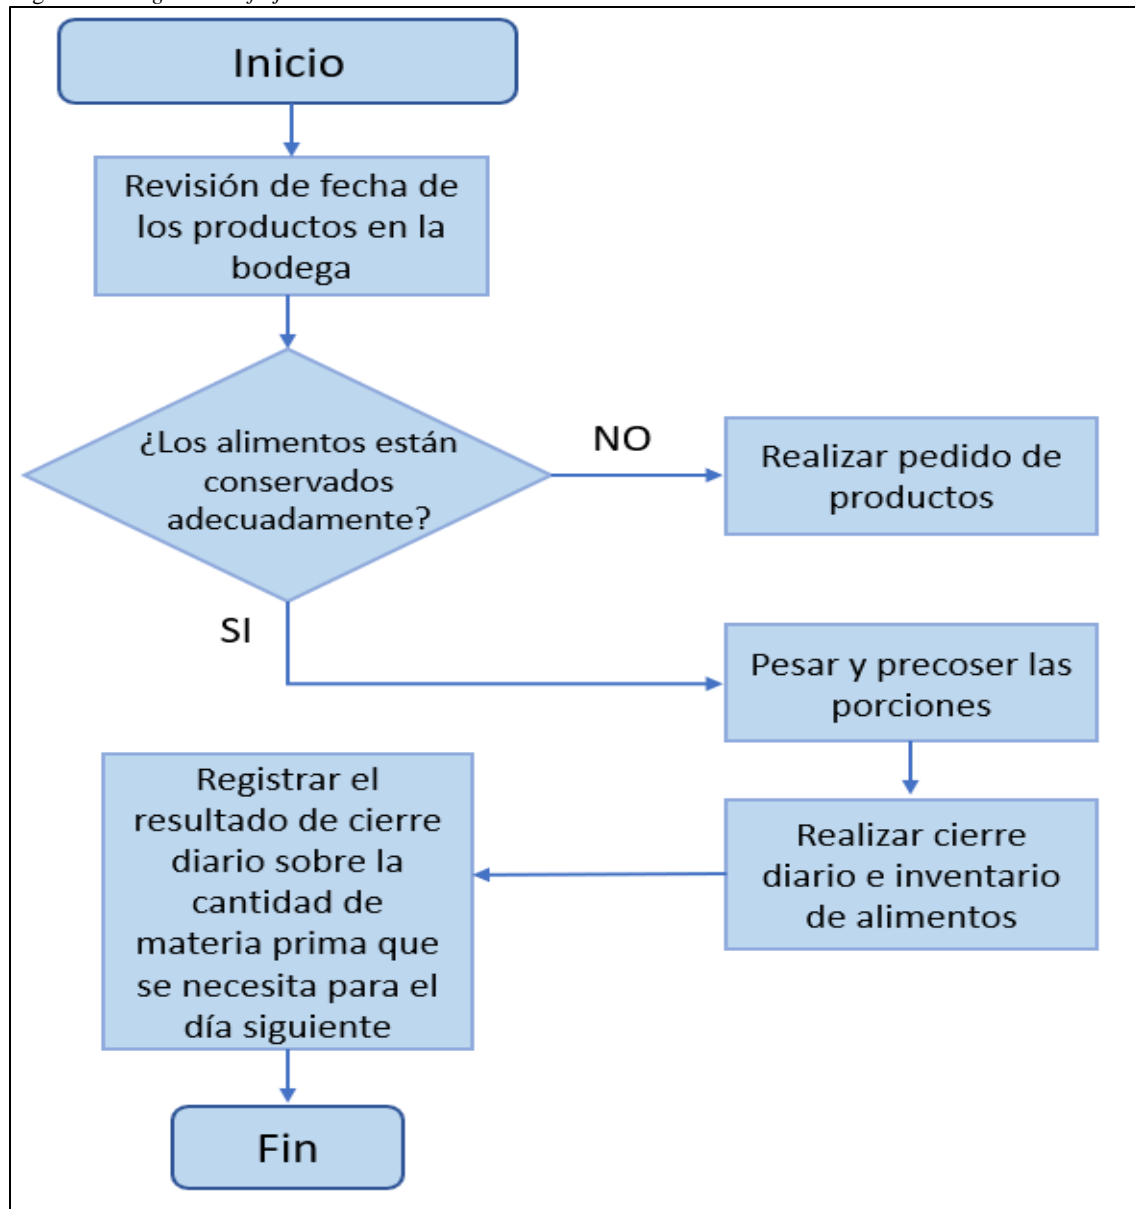 Inicio
Revisión de fecha de
los productos en la
bodega
¿Los alimentos están
conservados
adecuadamente?
NO
Realizar pedido de
productos
SI
Pesar y precoser las
porciones
Realizar cierre
diario e inventario
de alimentos
Registrar el
resultado de cierre
diario sobre la
cantidad de
materia prima que
se necesita para el
día siguiente
Fin